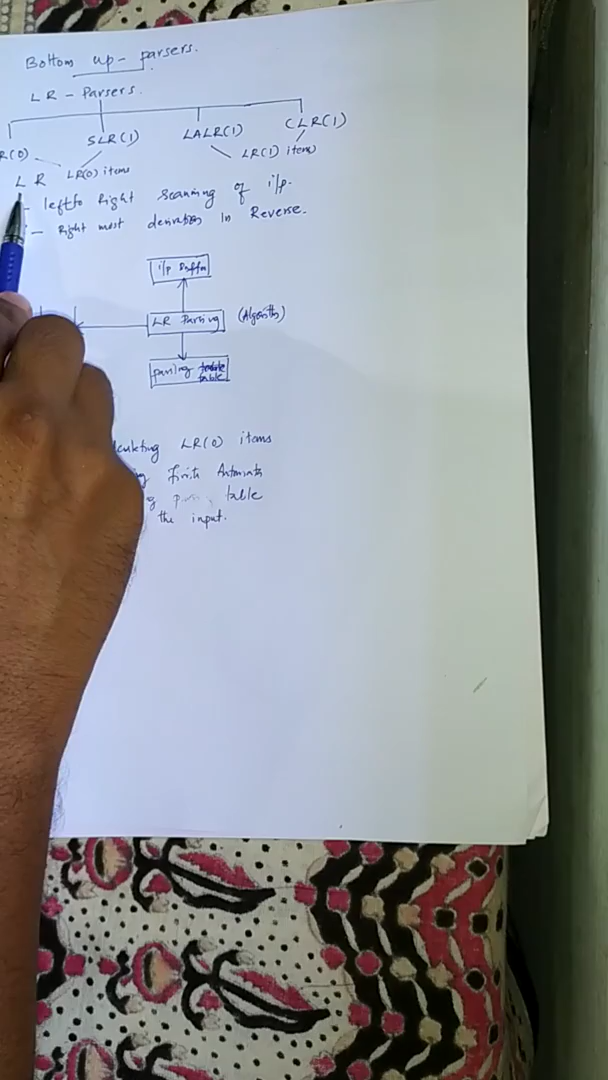 Bottom up- parsers.
LR - Parsers.
R(0) SLR(1) LALR(1) CLR(1)
LR(0) items LR(1) items
L R
- left to Right scanning of i/p.
- Right most derivation in Reverse.
i/p Buffer
LR Parsing (Algorithm)
parsing table
LR(0) items
Finite Automata
table
the input.